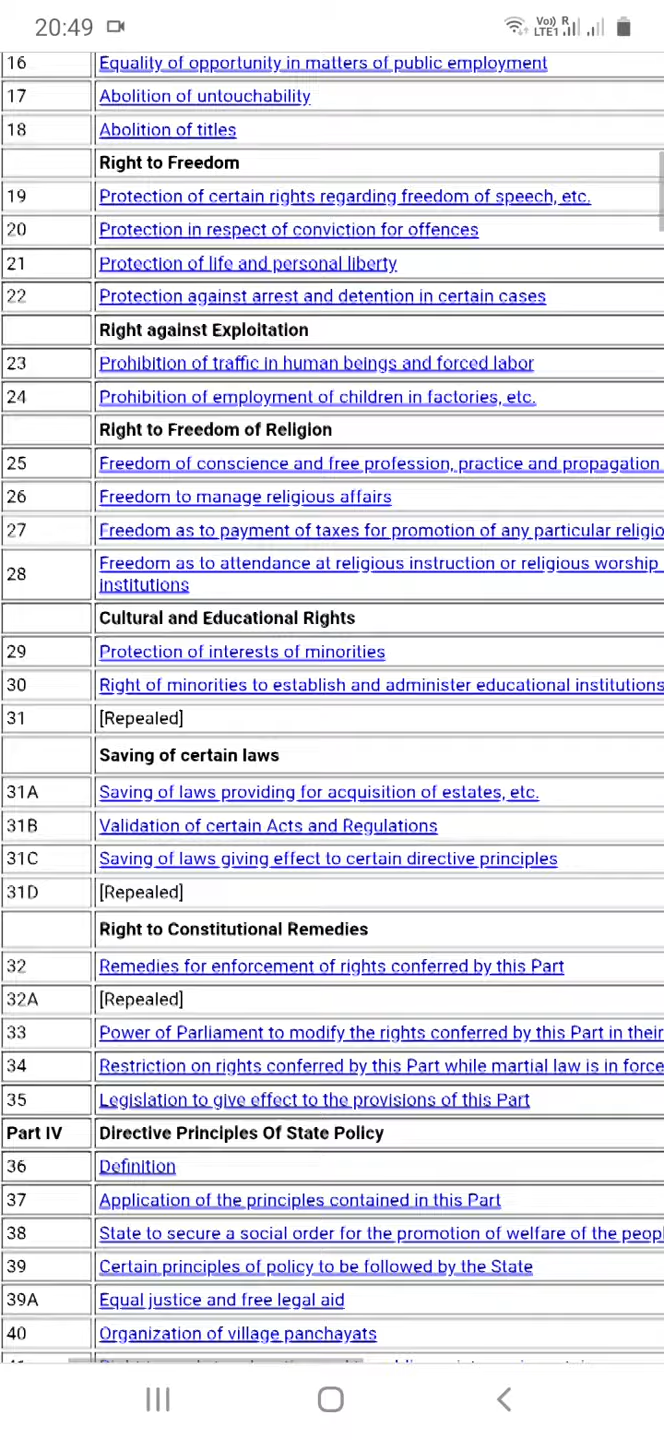 20:49 Vo) R LTE1
16 Equality of opportunity in matters of public employment
17 Abolition of untouchability
18 Abolition of titles
Right to Freedom
19 Protection of certain rights regarding freedom of speech, etc.
20 Protection in respect of conviction for offences
21 Protection of life and personal liberty
22 Protection against arrest and detention in certain cases
Right against Exploitation
23 Prohibition of traffic in human beings and forced labor
24 Prohibition of employment of children in factories, etc.
Right to Freedom of Religion
25 Freedom of conscience and free profession, practice and propagation
26 Freedom to manage religious affairs
27 Freedom as to payment of taxes for promotion of any particular religio
28 Freedom as to attendance at religious instruction or religious worship
institutions
Cultural and Educational Rights
29 Protection of interests of minorities
30 Right of minorities to establish and administer educational institutions
31 [Repealed]
Saving of certain laws
31A Saving of laws providing for acquisition of estates, etc.
31B Validation of certain Acts and Regulations
31C Saving of laws giving effect to certain directive principles
31D [Repealed]
Right to Constitutional Remedies
32 Remedies for enforcement of rights conferred by this Part
32A [Repealed]
33 Power of Parliament to modify the rights conferred by this Part in their
34 Restriction on rights conferred by this Part while martial law is in force
35 Legislation to give effect to the provisions of this Part
Part IV Directive Principles Of State Policy
36 Definition
37 Application of the principles contained in this Part
38 State to secure a social order for the promotion of welfare of the peopl
39 Certain principles of policy to be followed by the State
39A Equal justice and free legal aid
40 Organization of village panchayats